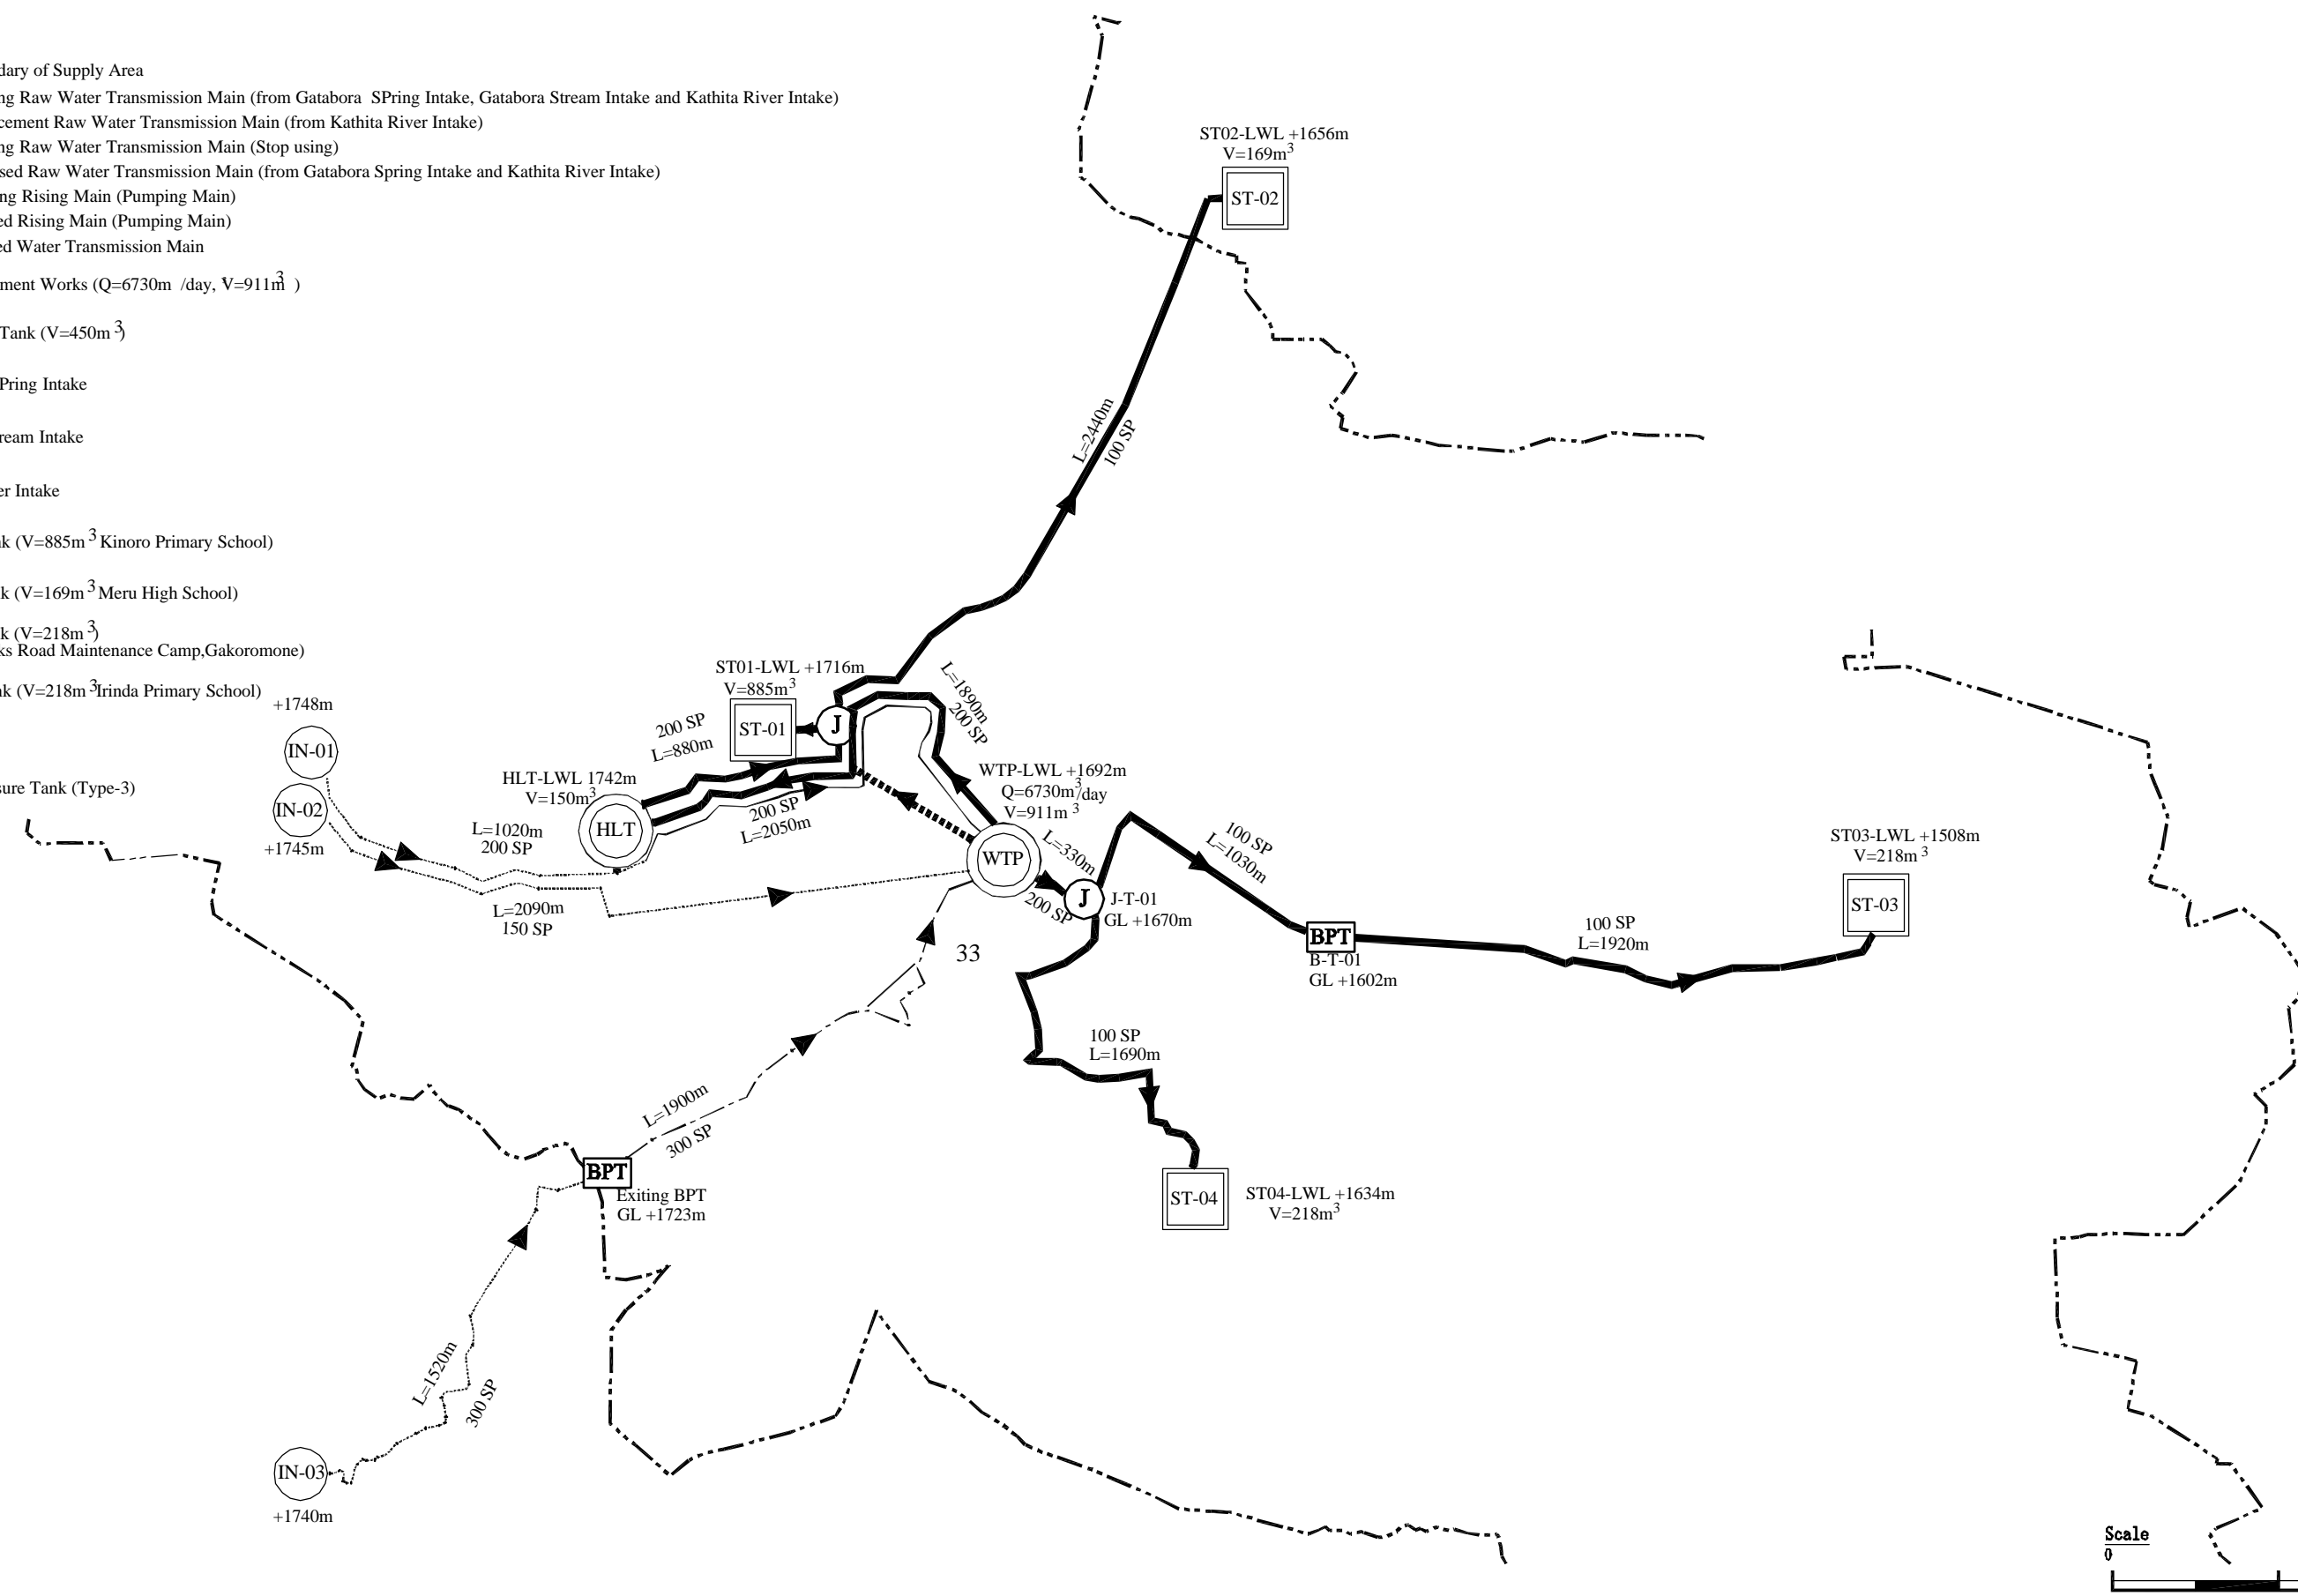 dary of Supply Area
ng Raw Water Transmission Main (from Gatabora SPring Intake, Gatabora Stream Intake and Kathita River Intake)
cement Raw Water Transmission Main (from Kathita River Intake)
ng Raw Water Transmission Main (Stop using)
sed Raw Water Transmission Main (from Gatabora Spring Intake and Kathita River Intake)
ng Rising Main (Pumping Main)
ed Rising Main (Pumping Main)
ed Water Transmission Main
ment Works (Q=6730m /day, V=911m3 )
Tank (V=450m3)
Pring Intake
ream Intake
er Intake
k (V=885m3 Kinoro Primary School)
k (V=169m3 Meru High School)
k (V=218m3)
ks Road Maintenance Camp,Gakoromone)
k (V=218m3 Irinda Primary School)
sure Tank (Type-3)
ST02-LWL +1656m
V=169m3
ST-02
L=2440m
100 SP
ST01-LWL +1716m
V=885m3
ST-01
J
200 SP
L=880m
L=1890m
200 SP
+1748m
IN-01
IN-02
+1745m
HLT-LWL 1742m
V=150m3
HLT
200 SP
L=2050m
L=1020m
200 SP
L=2090m
150 SP
WTP-LWL +1692m
Q=6730m3/day
V=911m3
WTP
L=330m
200 SP
J
J-T-01
GL +1670m
100 SP
L=1030m
BPT
B-T-01
GL +1602m
100 SP
L=1920m
ST03-LWL +1508m
V=218m3
ST-03
33
100 SP
L=1690m
ST-04
ST04-LWL +1634m
V=218m3
L=1900m
300 SP
BPT
Exiting BPT
GL +1723m
L=1520m
300 SP
IN-03
+1740m
Scale
0